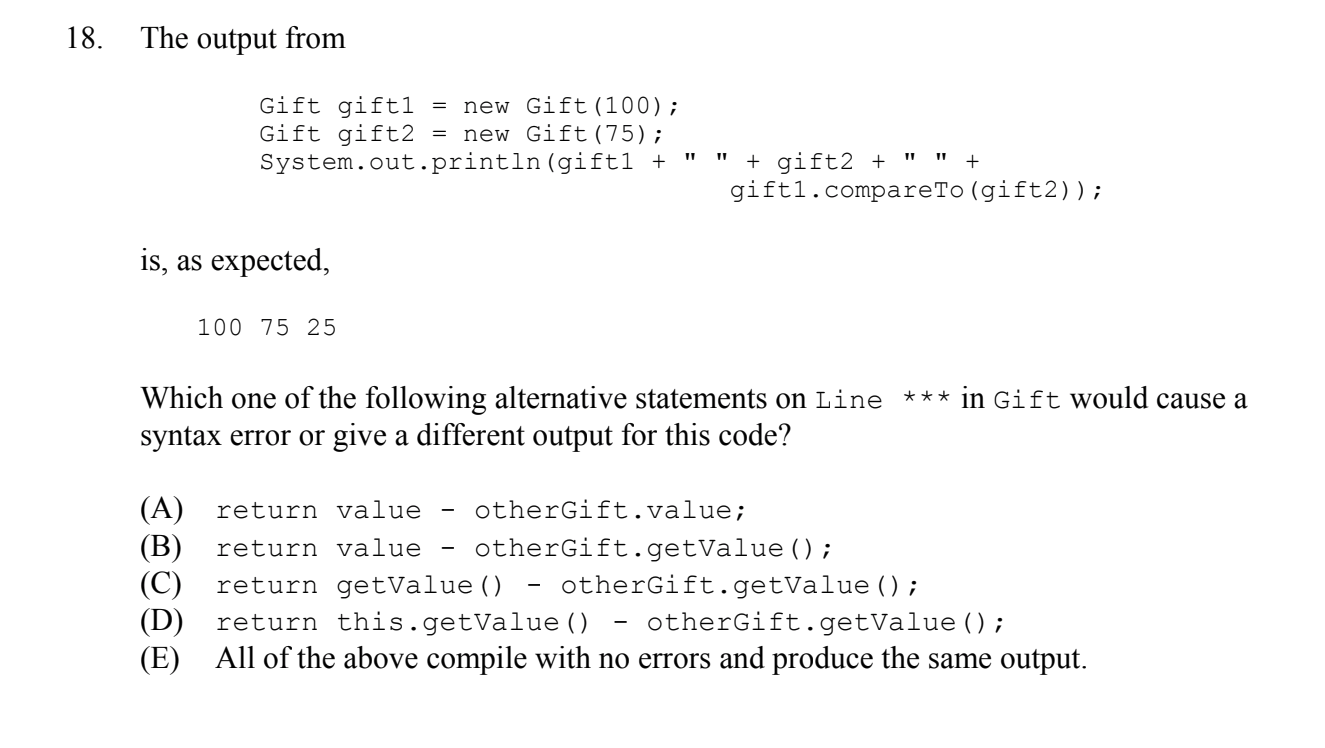 18. The output from
Gift gift1 = new Gift(100);
Gift gift2 = new Gift(75);
System.out.println(gift1 + " " + gift2 + " " +
gift1.compareTo(gift2));
is, as expected,
100 75 25
Which one of the following alternative statements on Line *** in Gift would cause a
syntax error or give a different output for this code?
(A) return value - otherGift.value;
(B) return value - otherGift.getValue();
(C) return getValue() - otherGift.getValue();
(D) return this.getValue() - otherGift.getValue();
(E) All of the above compile with no errors and produce the same output.